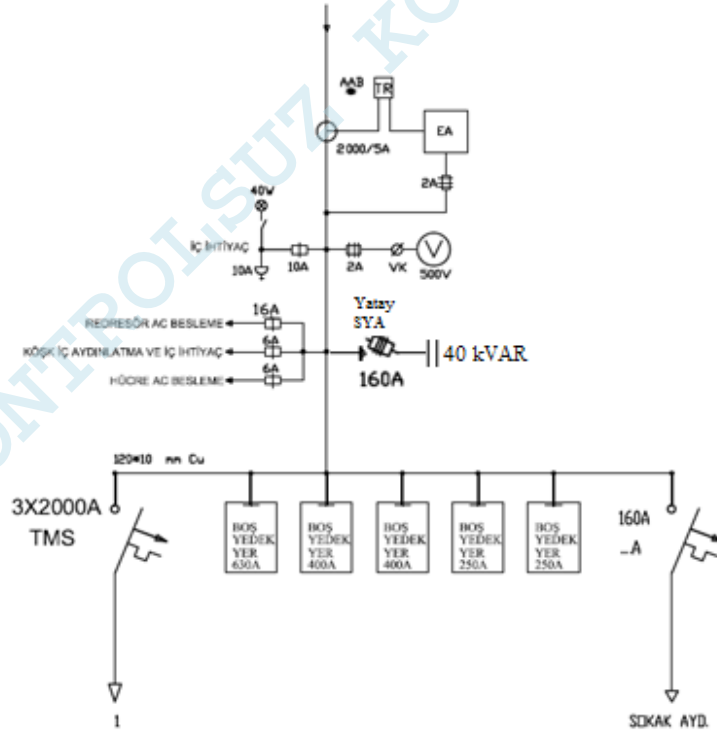 KONTROLSUZ KO
AAB
TR
EA
2000/5A
2A
40W
İÇ İHTİYAÇ
10A
10A
2A
VK
V
500V
16A
REDRESÖR AC BESLEME
6A
KÖŞK İÇ AYDINLATMA VE İÇ İHTİYAÇ
6A
HÜCRE AC BESLEME
Yatay
SYA
160A
40 kVAR
120*10 mm Cu
3X2000A
TMS
BOŞ
YEDEK
YER
630A
BOŞ
YEDEK
YER
400A
BOŞ
YEDEK
YER
400A
BOŞ
YEDEK
YER
250A
BOŞ
YEDEK
YER
250A
160A
_A
1
SOKAK AYD.